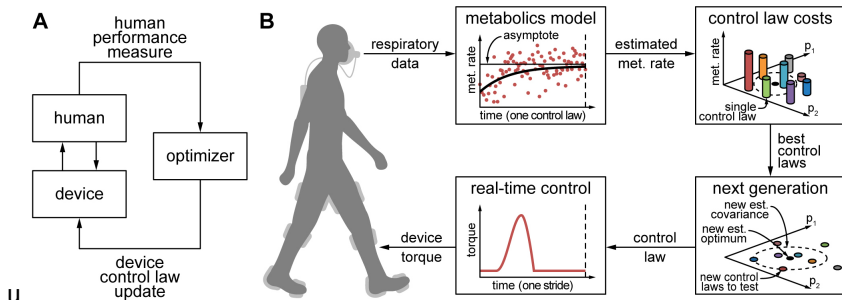 A
human
performance
measure
human
device
optimizer
device
control law
update
B
respiratory
data
metabolics model
asymptote
met. rate
time (one control law)
estimated
met. rate
control law costs
met. rate
p1
single
control law
p2
best
control
laws
next generation
new est.
covariance
new est.
optimum
new control
laws to test
p1
p2
control
law
real-time control
torque
time (one stride)
device
torque